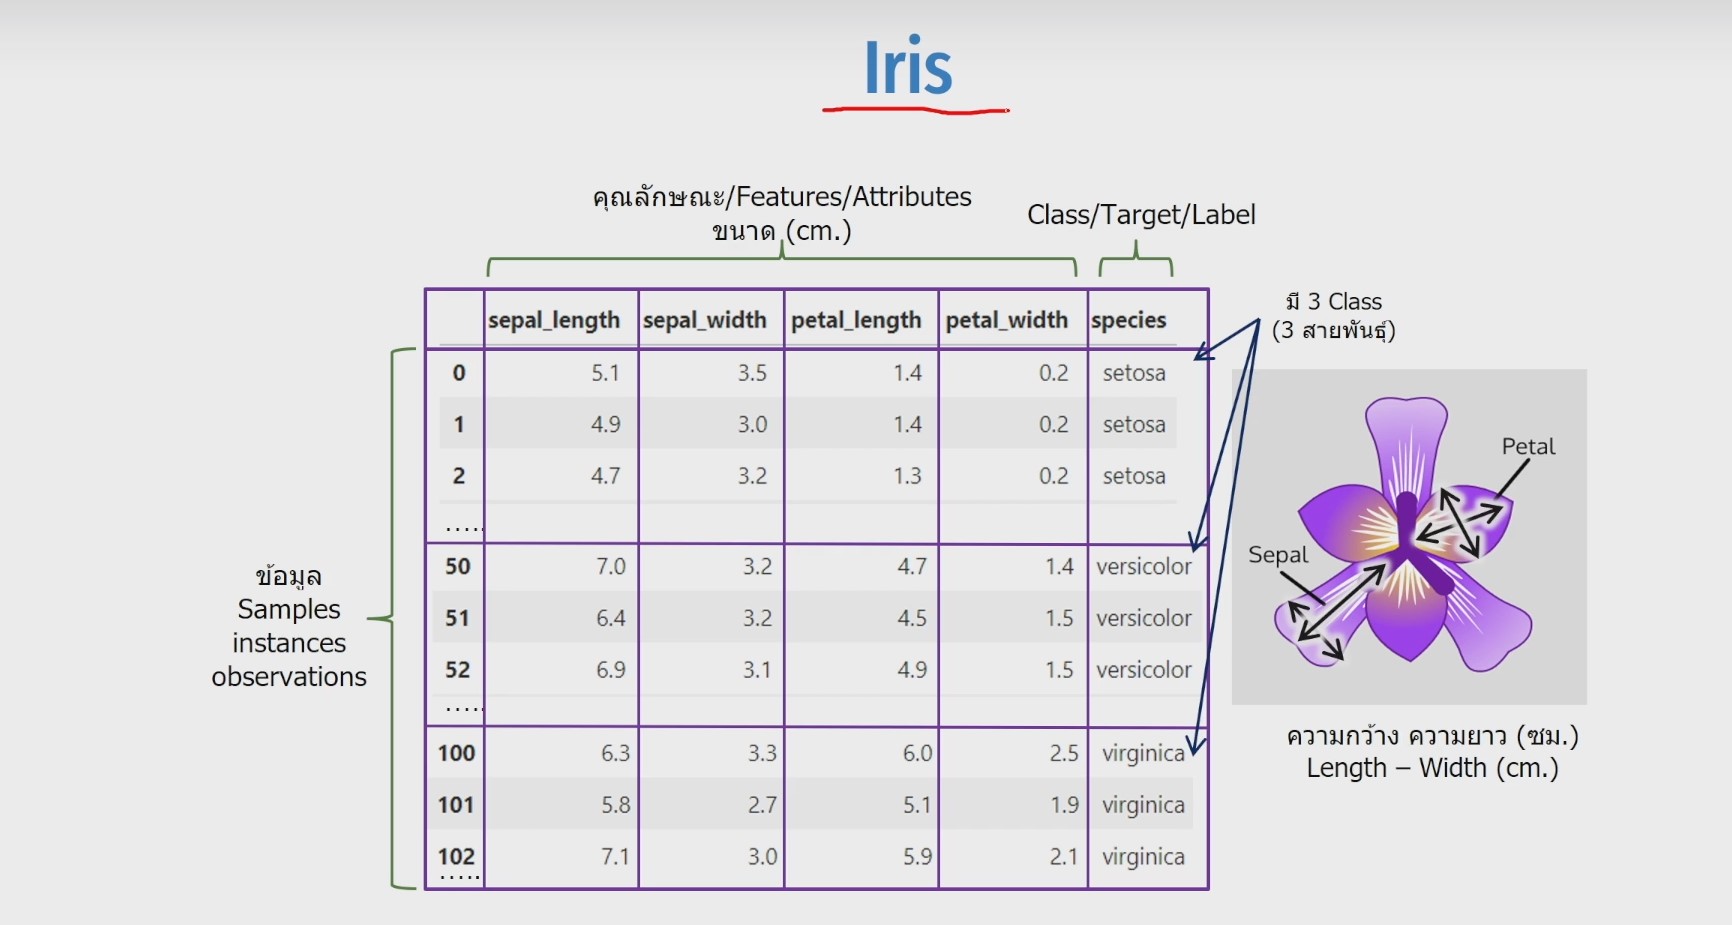 Iris
คุณลักษณะ/Features/Attributes
ขนาด (cm.)
Class/Target/Label
sepal_length sepal_width petal_length petal_width species
0 5.1 3.5 1.4 0.2 setosa
1 4.9 3.0 1.4 0.2 setosa
2 4.7 3.2 1.3 0.2 setosa
.....
50 7.0 3.2 4.7 1.4 versicolor
51 6.4 3.2 4.5 1.5 versicolor
52 6.9 3.1 4.9 1.5 versicolor
.....
100 6.3 3.3 6.0 2.5 virginica
101 5.8 2.7 5.1 1.9 virginica
102 7.1 3.0 5.9 2.1 virginica
.....
ข้อมูล
Samples
instances
observations
มี 3 Class
(3 สายพันธุ์)
Petal
Sepal
ความกว้าง ความยาว (ซม.)
Length – Width (cm.)